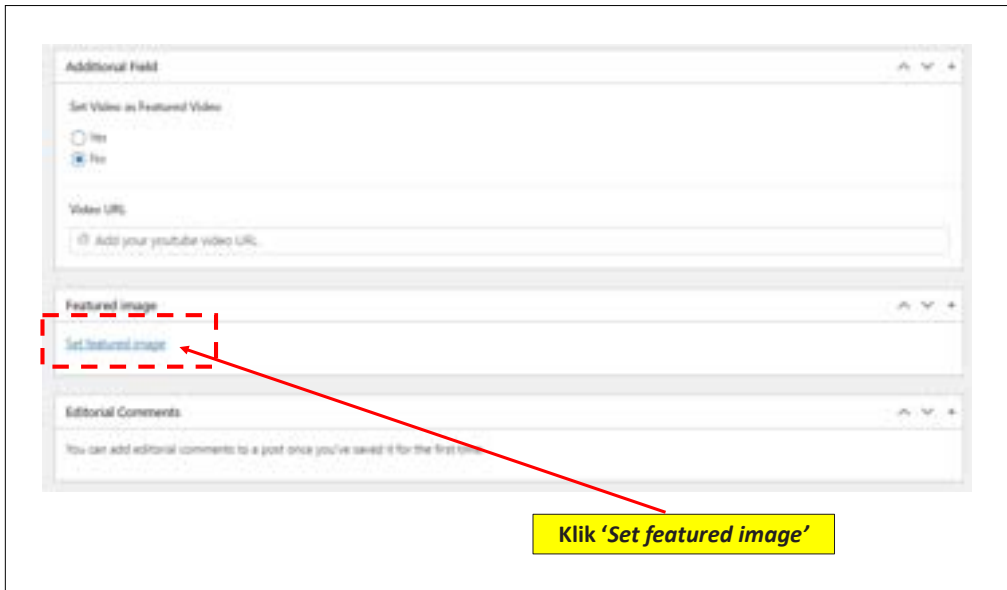 Additional Field
Set Video as Featured Video
Yes
No
Video URL
Add your youtube video URL
Featured image
Set featured image
Editorial Comments
You can add editorial comments to a post once you've saved it for the first time
Klik ‘Set featured image’